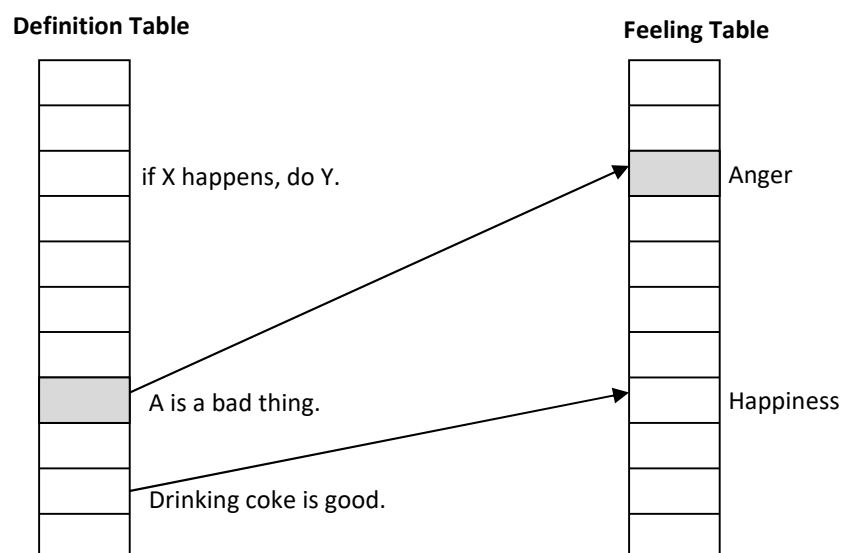 Definition Table
Feeling Table
if X happens, do Y.
Anger
A is a bad thing.
Happiness
Drinking coke is good.